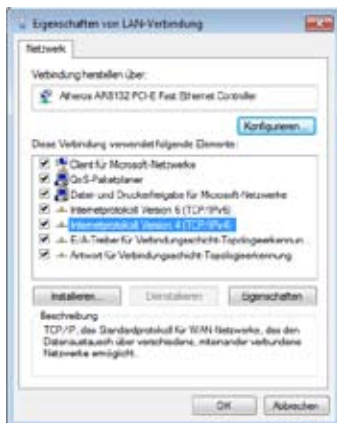 Eigenschaften von LAN-Verbindung
Netzwerk
Verbindung herstellen über:
Atheros AR8132 PCI-E Fast Ethernet Controller
Konfigurieren...
Diese Verbindung verwendet folgende Elemente:
Client für Microsoft-Netzwerke
QoS-Paketplaner
Datei- und Druckerfreigabe für Microsoft-Netzwerke
Internetprotokoll Version 6 (TCP/IPv6)
Internetprotokoll Version 4 (TCP/IPv4)
E/A-Treiber für Verbindungsschicht-Topologieerkennun...
Antwort für Verbindungsschicht-Topologieerkennung
Installieren...
Deinstallieren
Eigenschaften
Beschreibung
TCP/IP, das Standardprotokoll für WAN-Netzwerke, das den
Datenaustausch über verschiedene, miteinander verbundene
Netzwerke ermöglicht.
OK
Abbrechen